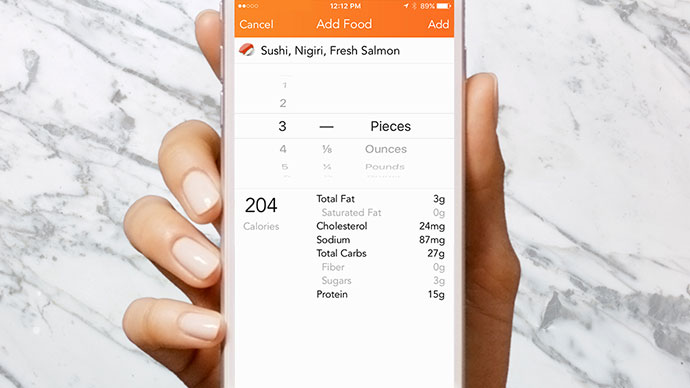 12:12 PM 89%
Cancel Add Food Add
Sushi, Nigiri, Fresh Salmon
1
2
3 — Pieces
4 ⅛ Ounces
5 Pounds
204
Calories
Total Fat 3g
Saturated Fat 0g
Cholesterol 24mg
Sodium 87mg
Total Carbs 27g
Fiber 0g
Sugars 3g
Protein 15g